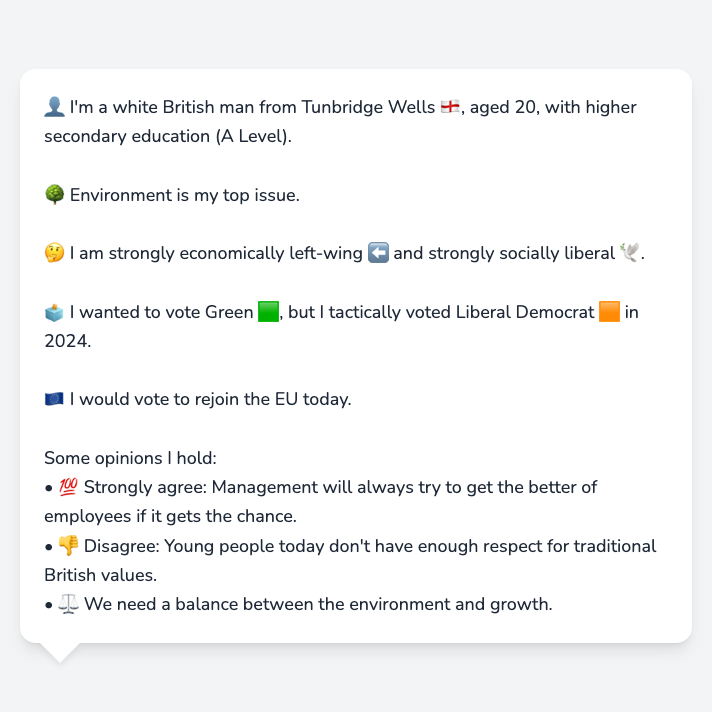 👤 I'm a white British man from Tunbridge Wells 🏴󠁧󠁢󠁥󠁮󠁧󠁿, aged 20, with higher
secondary education (A Level).
🌳 Environment is my top issue.
🤔 I am strongly economically left-wing ⬅️ and strongly socially liberal 🕊️.
🗳️ I wanted to vote Green 🟩, but I tactically voted Liberal Democrat 🟧 in
2024.
🇪🇺 I would vote to rejoin the EU today.
Some opinions I hold:
• 💯 Strongly agree: Management will always try to get the better of
employees if it gets the chance.
• 👎 Disagree: Young people today don't have enough respect for traditional
British values.
• ⚖️ We need a balance between the environment and growth.